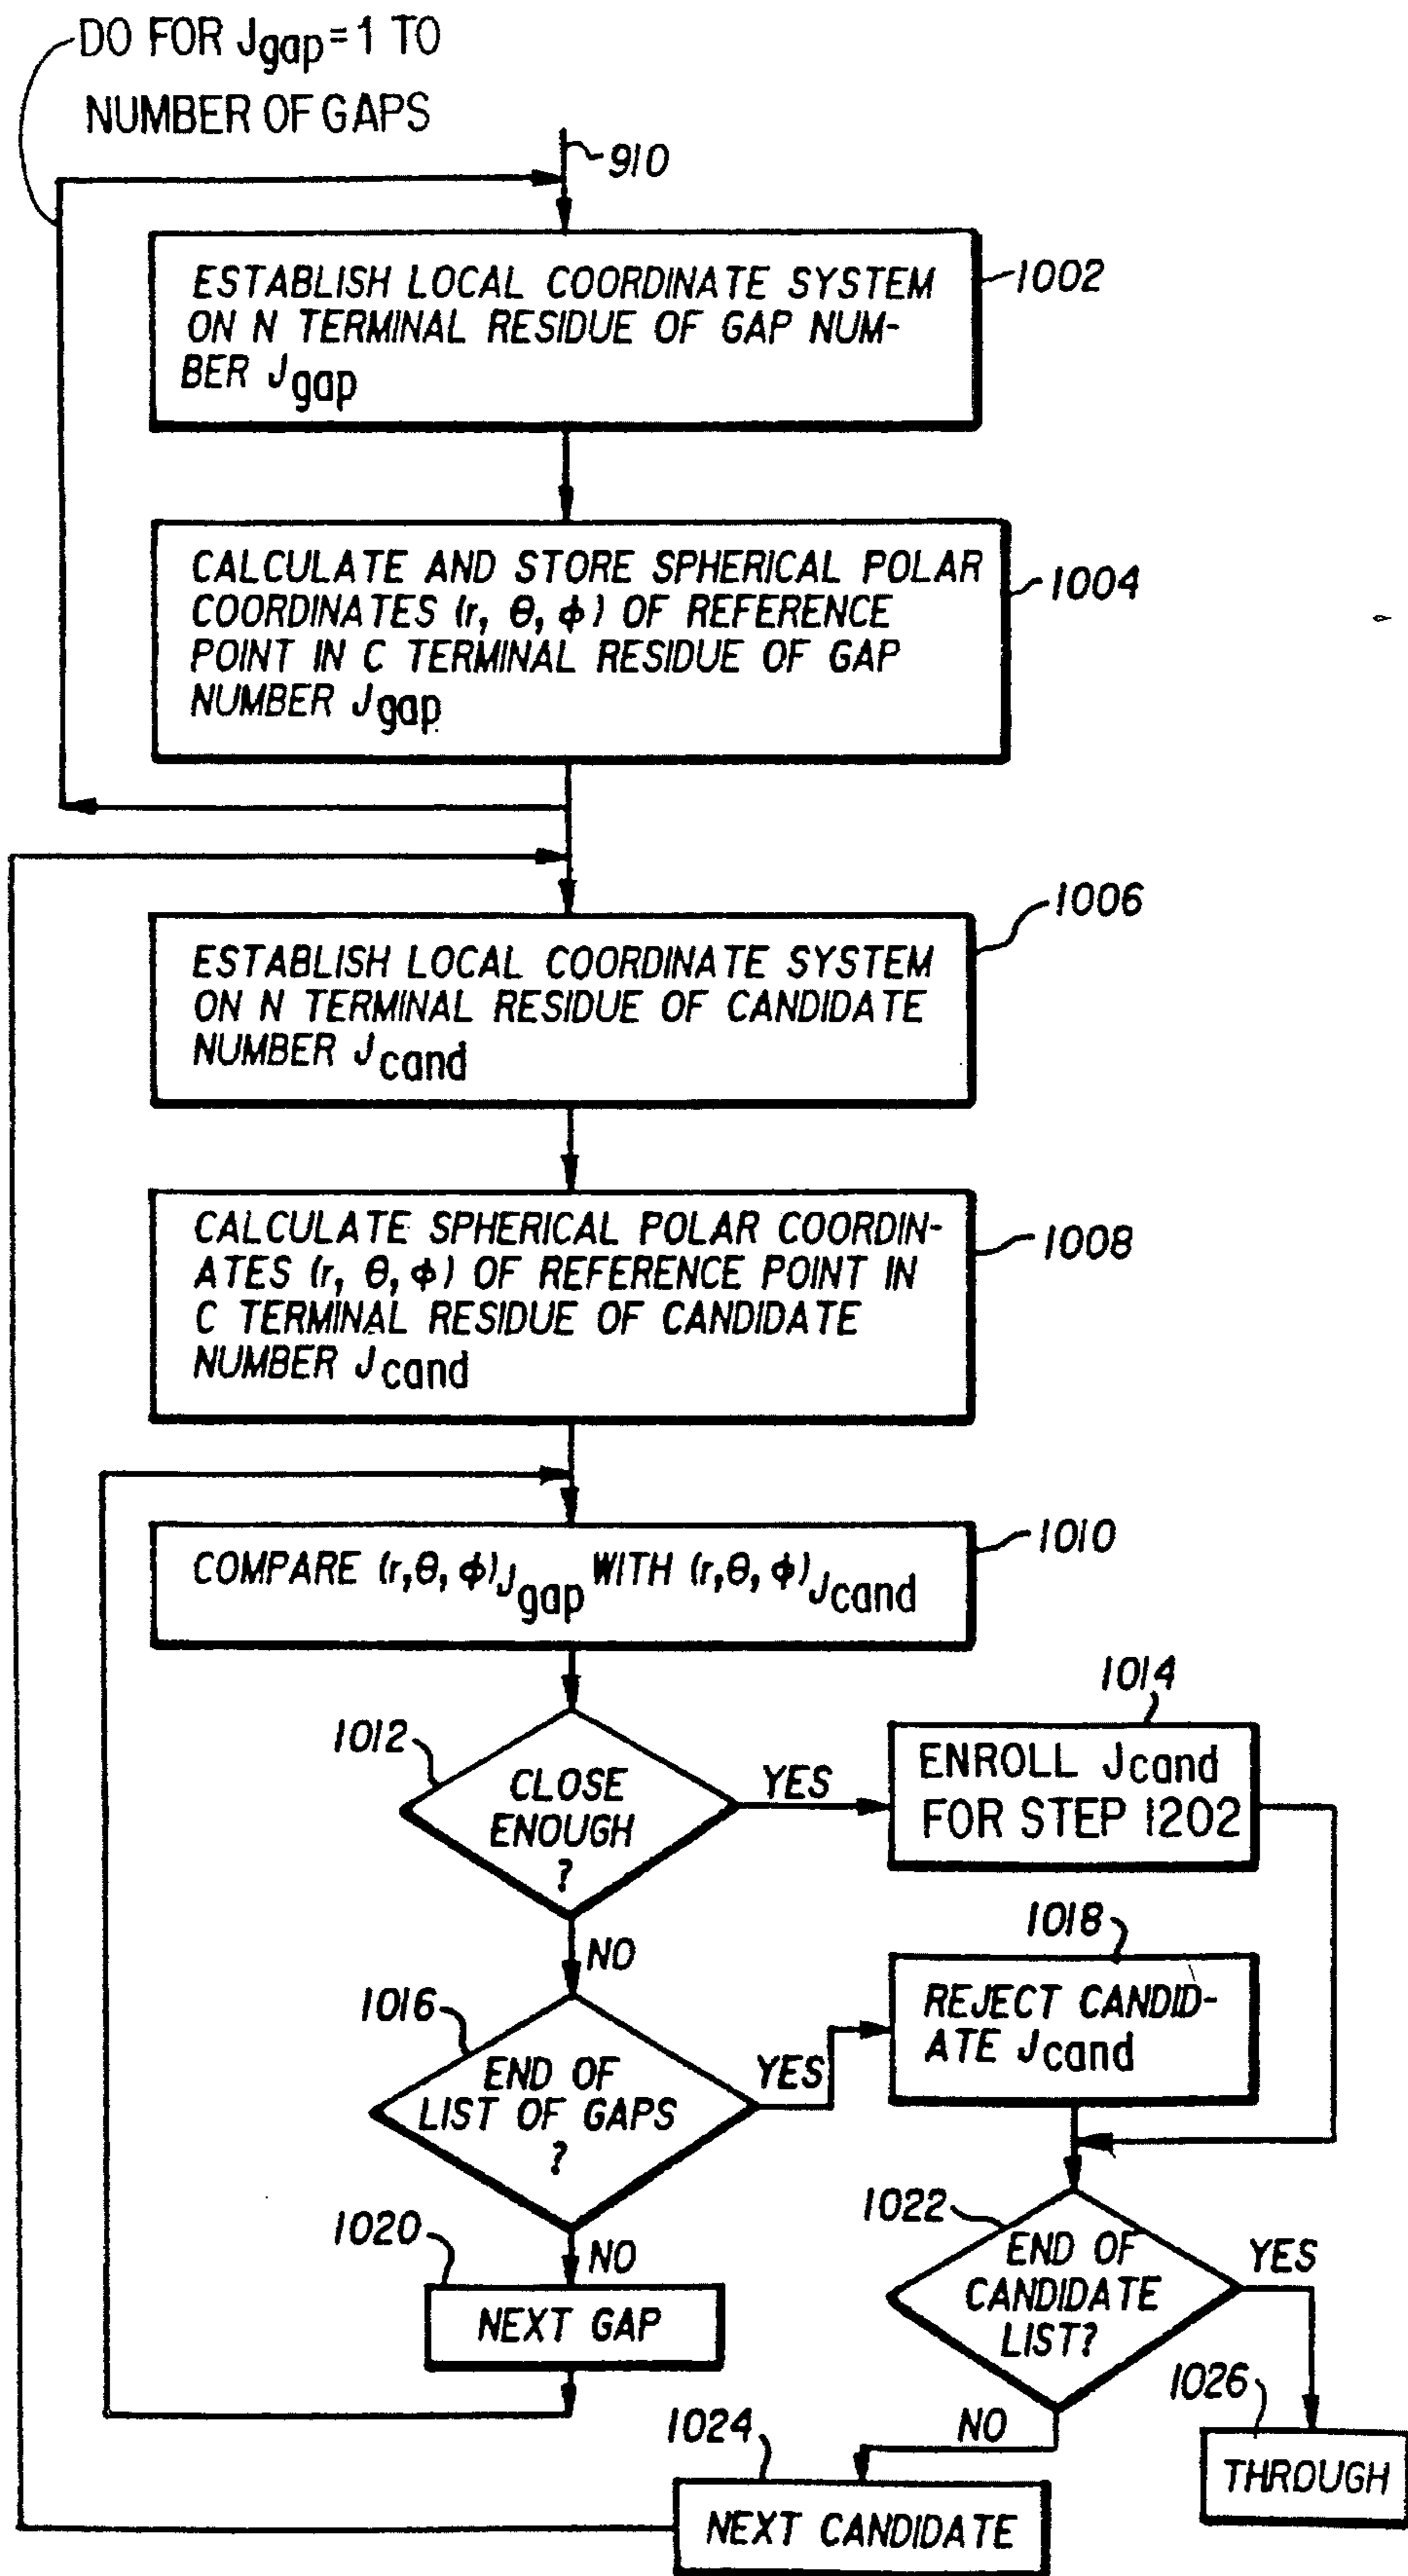 DO FOR Jgap = 1 TO
NUMBER OF GAPS
910
ESTABLISH LOCAL COORDINATE SYSTEM
ON N TERMINAL RESIDUE OF GAP NUM-
BER Jgap
1002
CALCULATE AND STORE SPHERICAL POLAR
COORDINATES (r, θ, ϕ) OF REFERENCE
POINT IN C TERMINAL RESIDUE OF GAP
NUMBER Jgap
1004
ESTABLISH LOCAL COORDINATE SYSTEM
ON N TERMINAL RESIDUE OF CANDIDATE
NUMBER Jcand
1006
CALCULATE SPHERICAL POLAR COORDIN-
ATES (r, θ, ϕ) OF REFERENCE POINT IN
C TERMINAL RESIDUE OF CANDIDATE
NUMBER Jcand
1008
COMPARE (r,θ,ϕ)Jgap WITH (r,θ,ϕ)Jcand
1010
1012
CLOSE
ENOUGH
?
YES
NO
1014
ENROLL Jcand
FOR STEP 1202
1016
END OF
LIST OF GAPS
?
YES
NO
1018
REJECT CANDID-
ATE Jcand
1020
NEXT GAP
1022
END OF
CANDIDATE
LIST?
YES
NO
1024
NEXT CANDIDATE
1026
THROUGH